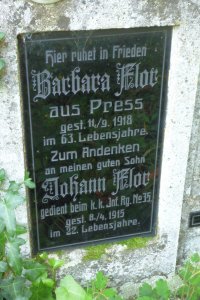 Hier ruhet in Frieden
Barbara Flor
aus Press
gest. 11/9. 1918
im 63. Lebensjahre.
Zum Andenken
an meinen guten Sohn
Johann Flor
gedient beim k.k. Inf. Rg. No 35
gest. 8/4. 1915
im 22. Lebensjahre.